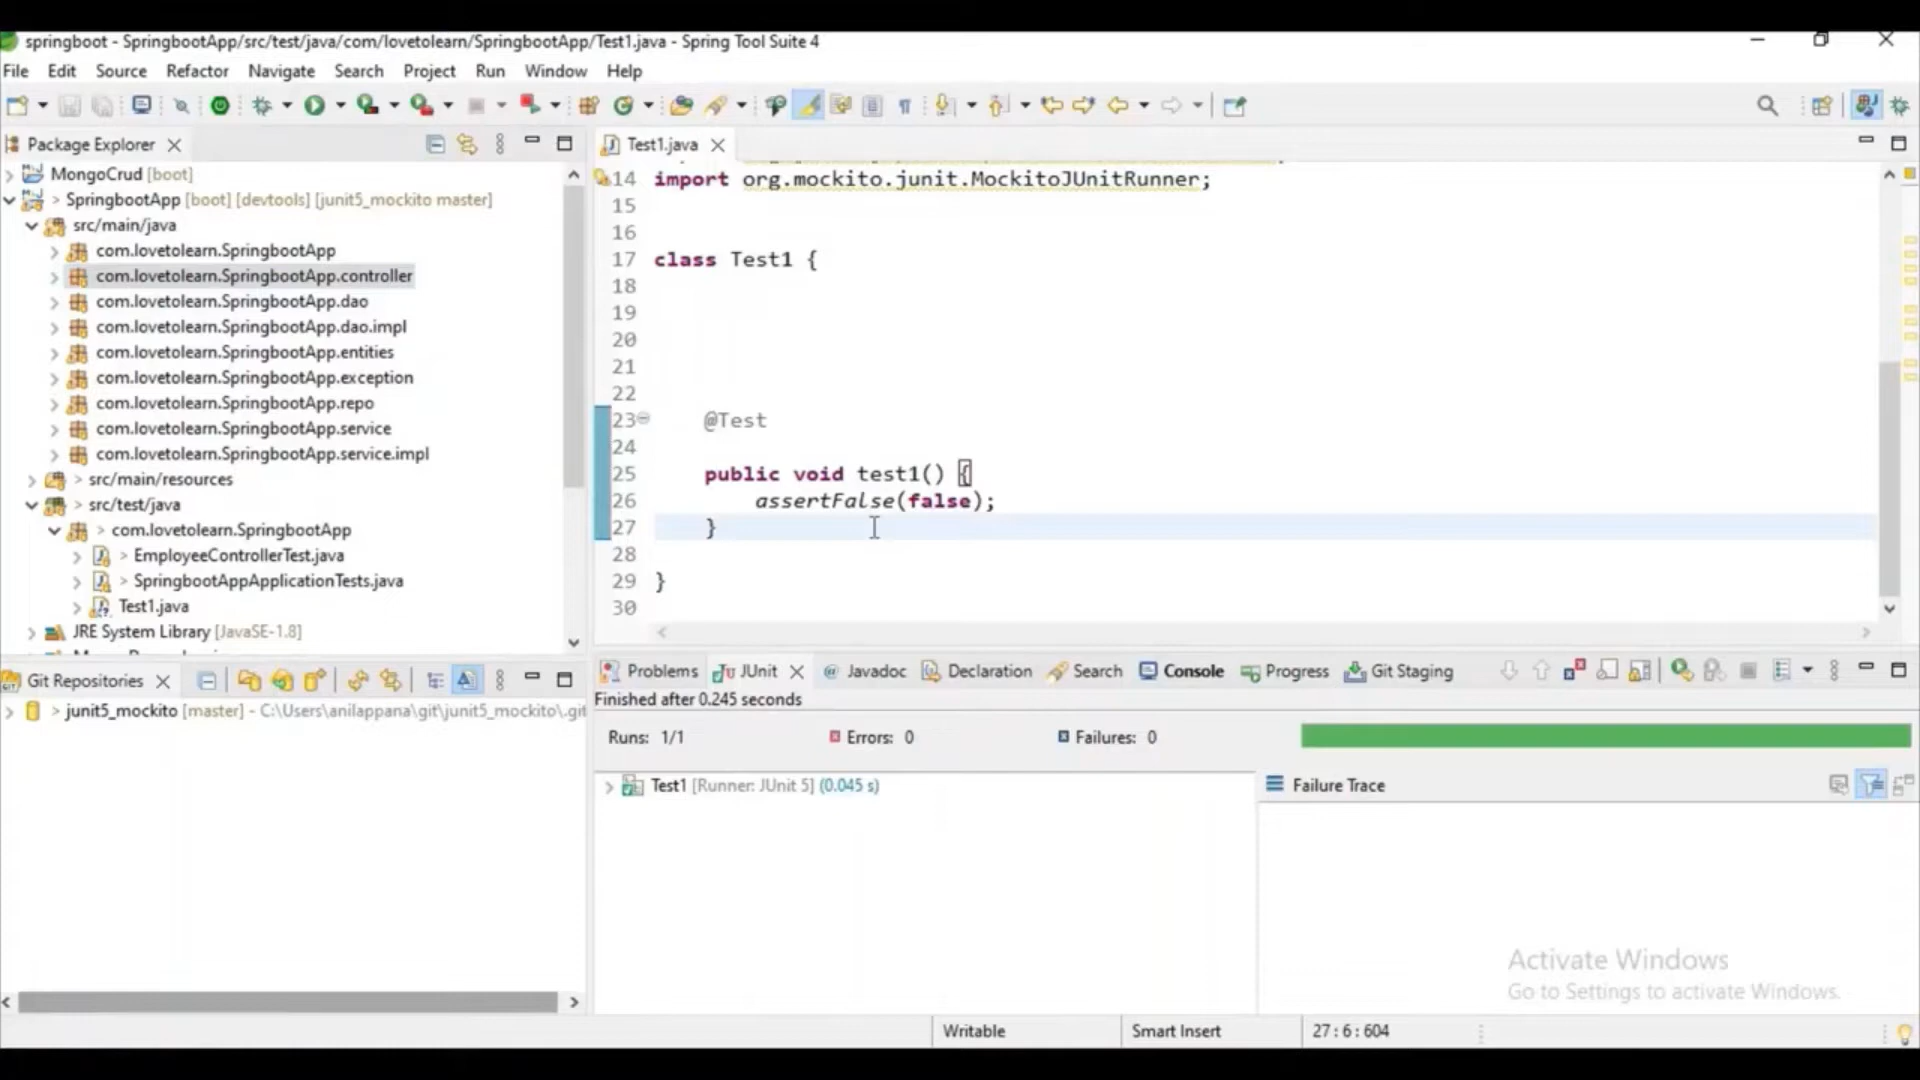 springboot - SpringbootApp/src/test/java/com/lovetolearn/SpringbootApp/Test1.java - Spring Tool Suite 4
File Edit Source Refactor Navigate Search Project Run Window Help
Package Explorer
MongoCrud [boot]
> SpringbootApp [boot] [devtools] [junit5_mockito master]
src/main/java
com.lovetolearn.SpringbootApp
com.lovetolearn.SpringbootApp.controller
com.lovetolearn.SpringbootApp.dao
com.lovetolearn.SpringbootApp.dao.impl
com.lovetolearn.SpringbootApp.entities
com.lovetolearn.SpringbootApp.exception
com.lovetolearn.SpringbootApp.repo
com.lovetolearn.SpringbootApp.service
com.lovetolearn.SpringbootApp.service.impl
> src/main/resources
> src/test/java
> com.lovetolearn.SpringbootApp
> EmployeeControllerTest.java
> SpringbootAppApplicationTests.java
Test1.java
JRE System Library [JavaSE-1.8]
Git Repositories
> junit5_mockito [master] - C:\Users\anilappana\git\junit5_mockito\.git
Test1.java
14 import org.mockito.junit.MockitoJUnitRunner;
15
16
17 class Test1 {
18
19
20
21
22
23 @Test
24
25 public void test1() {
26 assertFalse(false);
27 }
28
29 }
30
Problems JUnit Javadoc Declaration Search Console Progress Git Staging
Finished after 0.245 seconds
Runs: 1/1 Errors: 0 Failures: 0
Test1 [Runner: JUnit 5] (0.045 s)
Failure Trace
Activate Windows
Go to Settings to activate Windows.
Writable Smart Insert 27 : 6 : 604